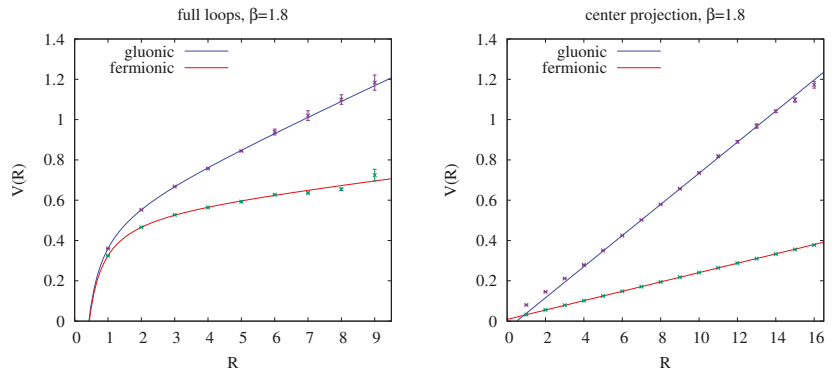 full loops, β=1.8
1.4
1.2
1
0.8
0.6
0.4
0.2
0
V(R)
gluonic
fermionic
0 1 2 3 4 5 6 7 8 9
R
center projection, β=1.8
1.4
1.2
1
0.8
0.6
0.4
0.2
0
V(R)
gluonic
fermionic
0 2 4 6 8 10 12 14 16
R